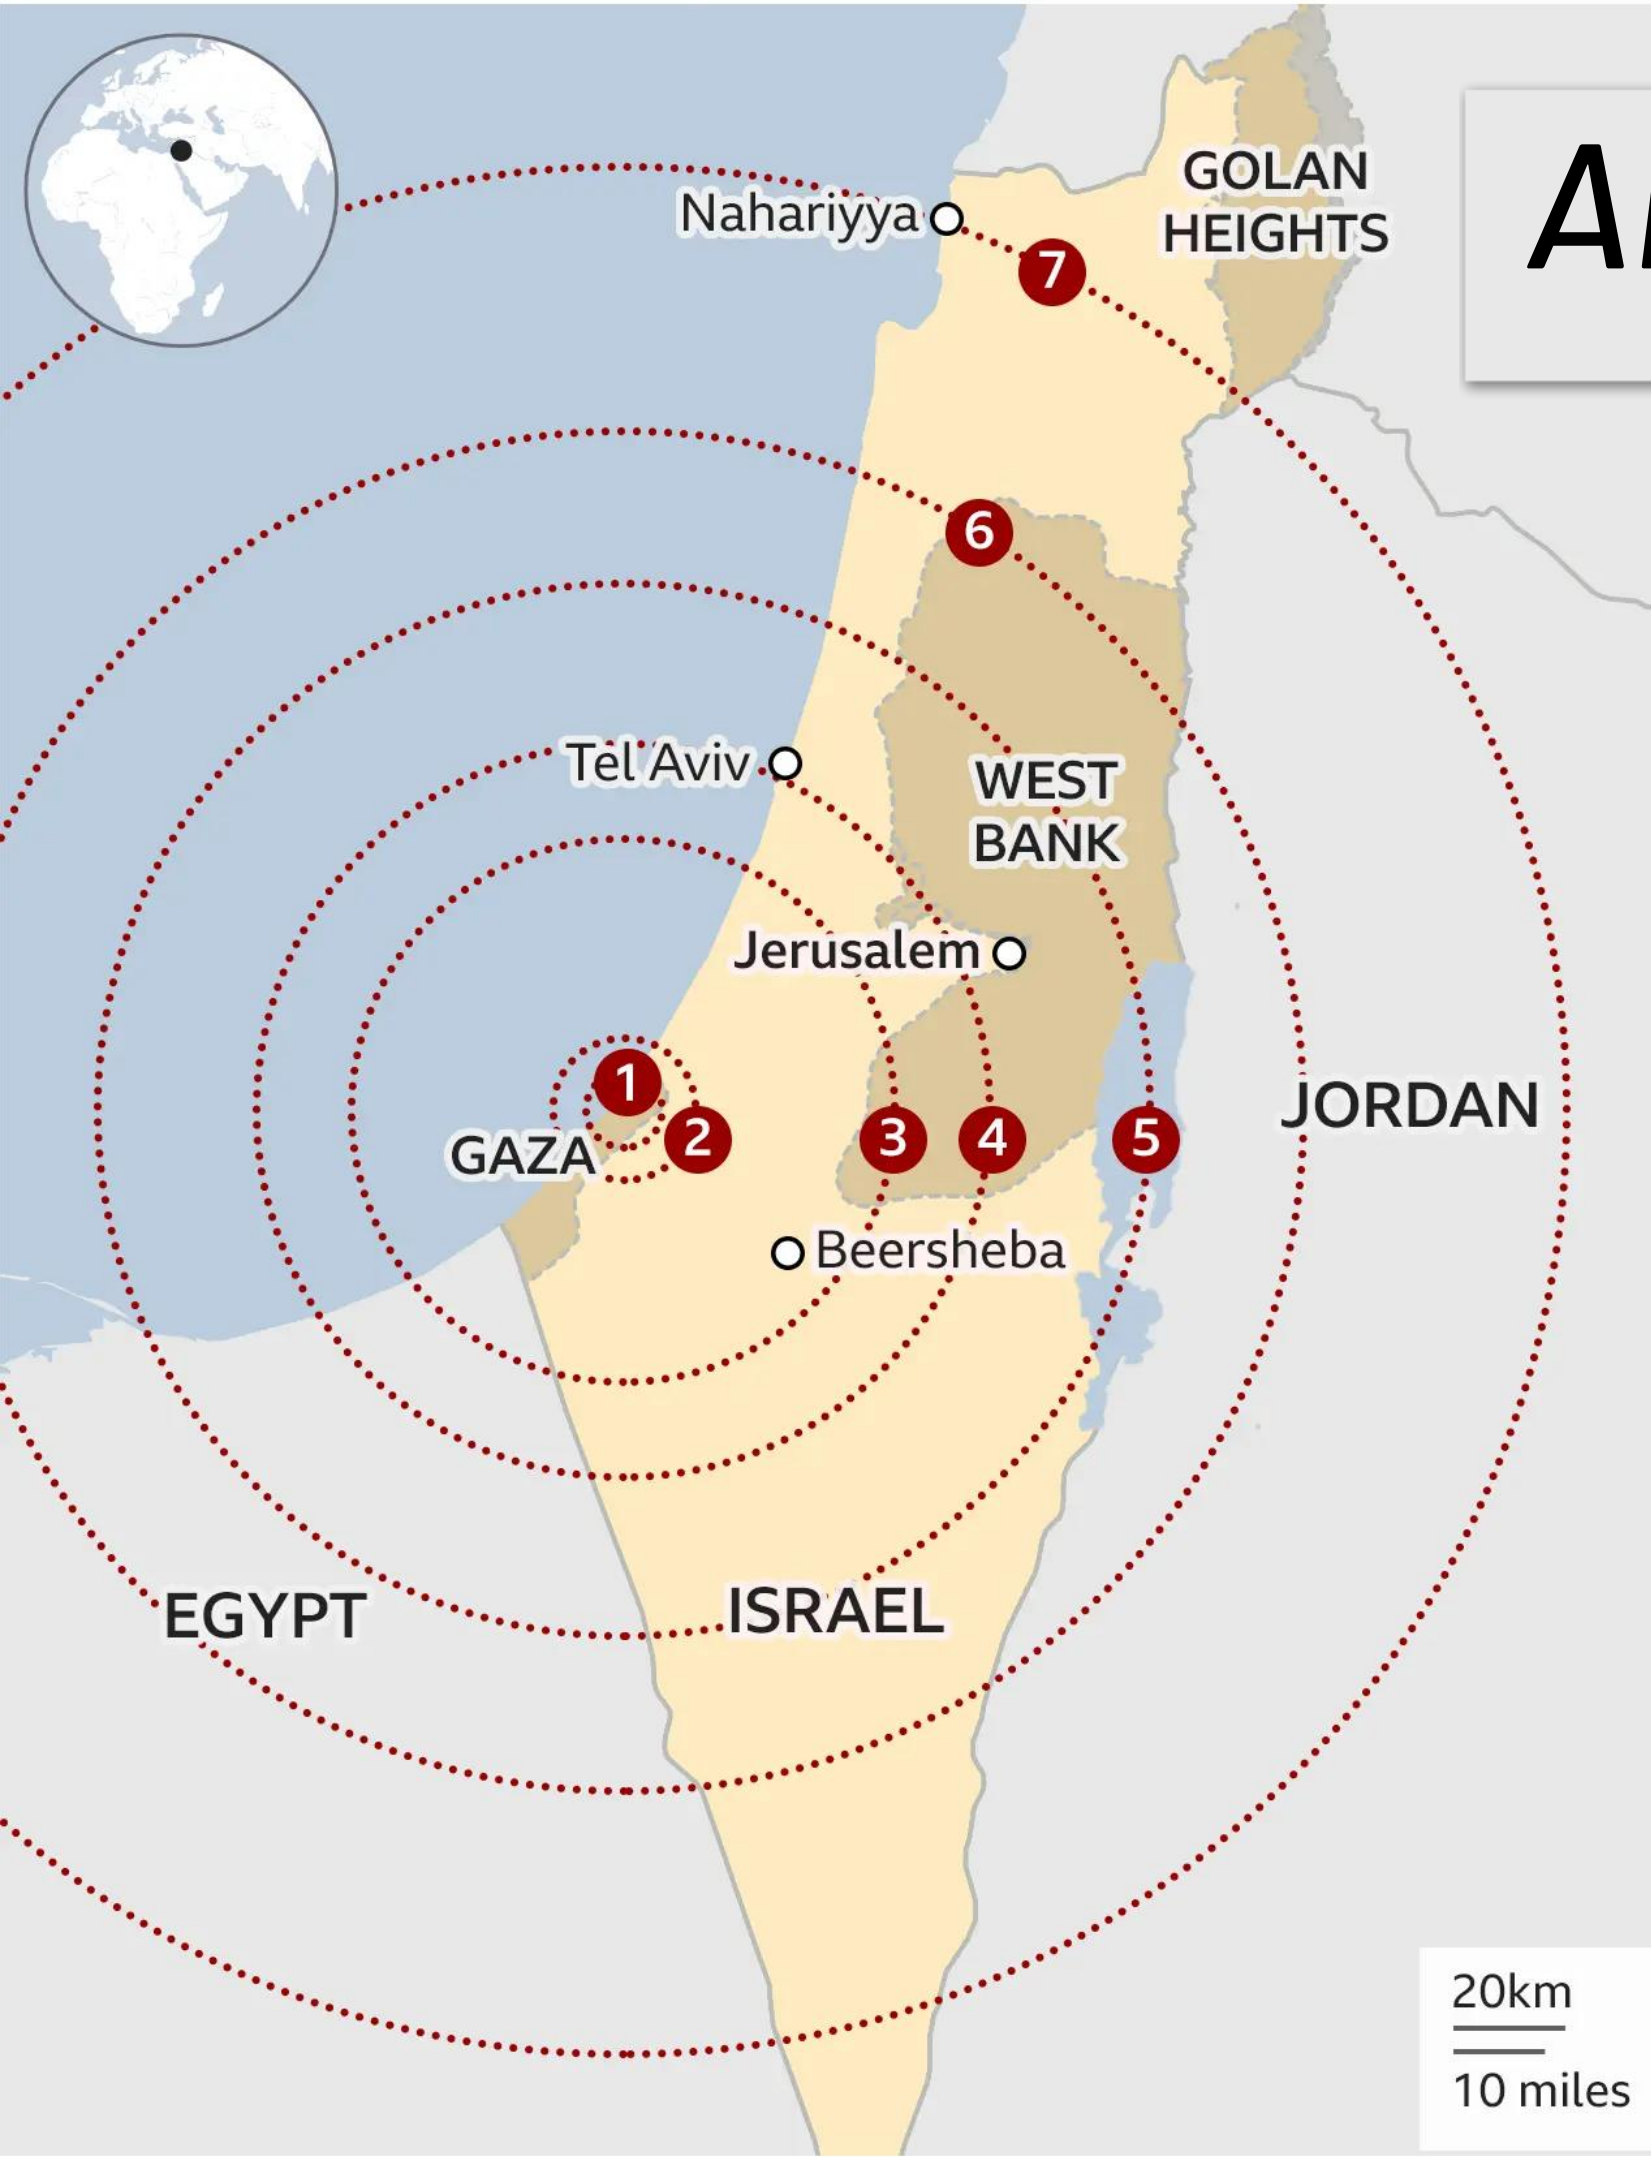 A
Nahariyya
GOLAN
HEIGHTS
7
6
Tel Aviv
WEST
BANK
Jerusalem
1
GAZA
2
3
4
5
JORDAN
Beersheba
EGYPT
ISRAEL
20km
10 miles